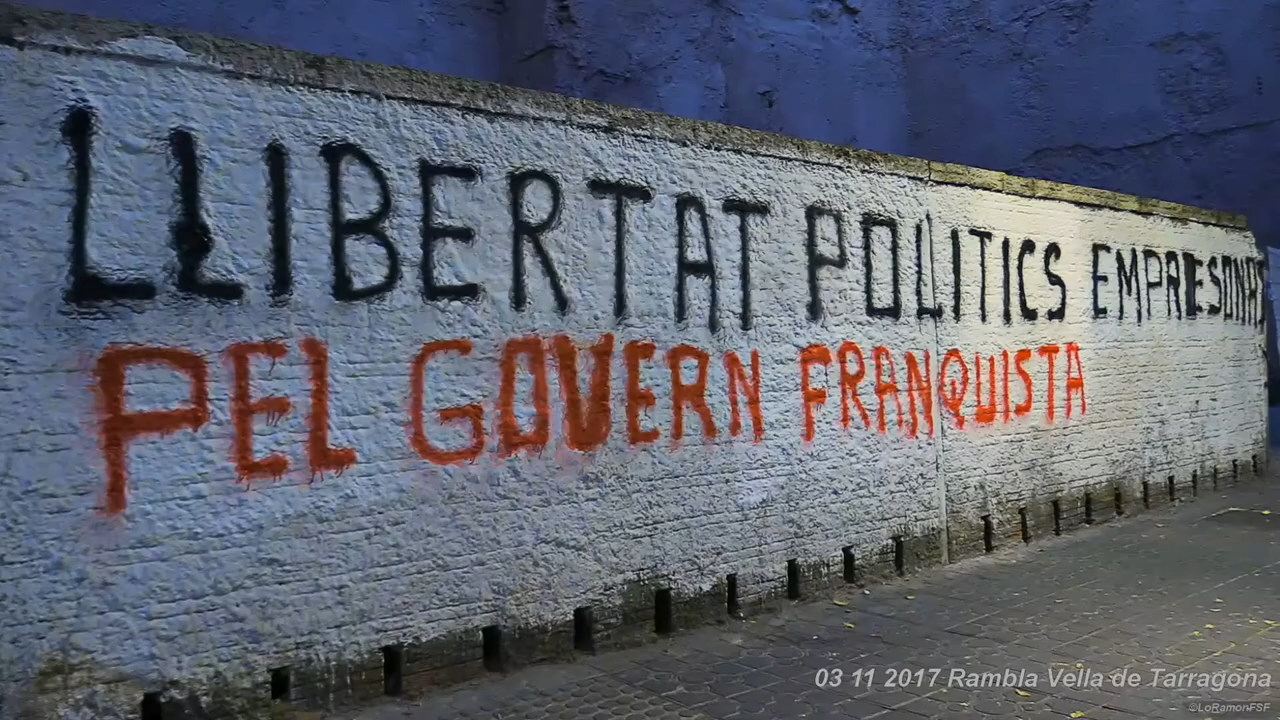 LLIBERTAT POLITICS EMPRESONATS
PEL GOVERN FRANQUISTA
03 11 2017 Rambla Vella de Tarragona
©LoRamonFSF